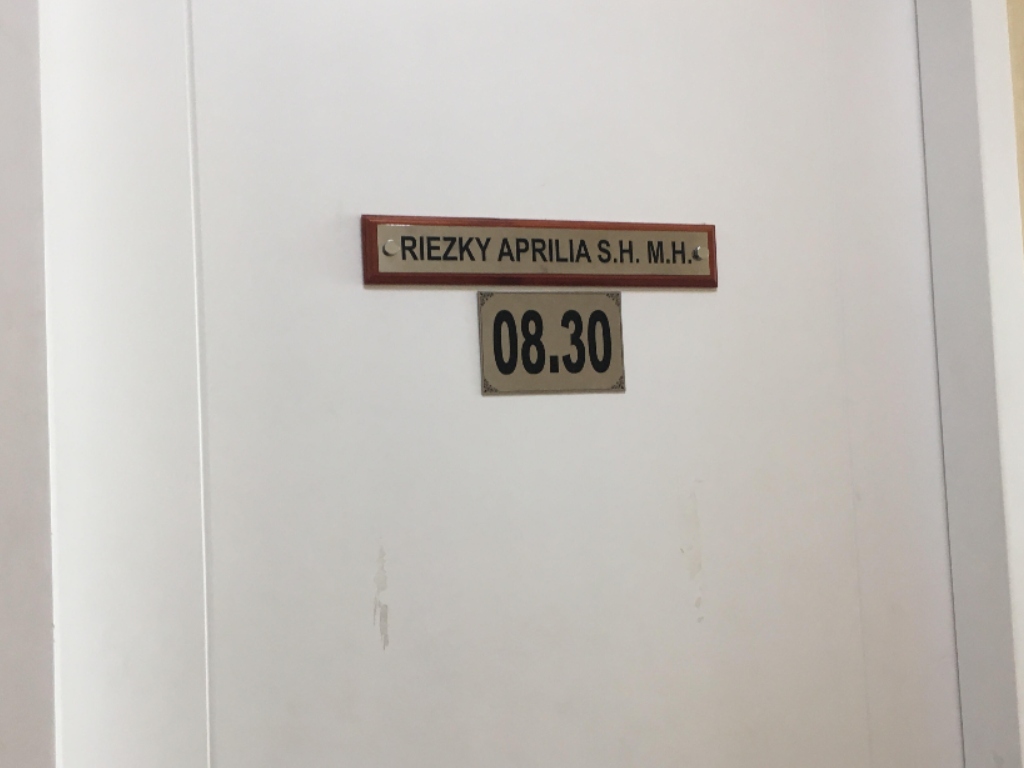 RIEZKY APRILIA S.H. M.H.
08.30